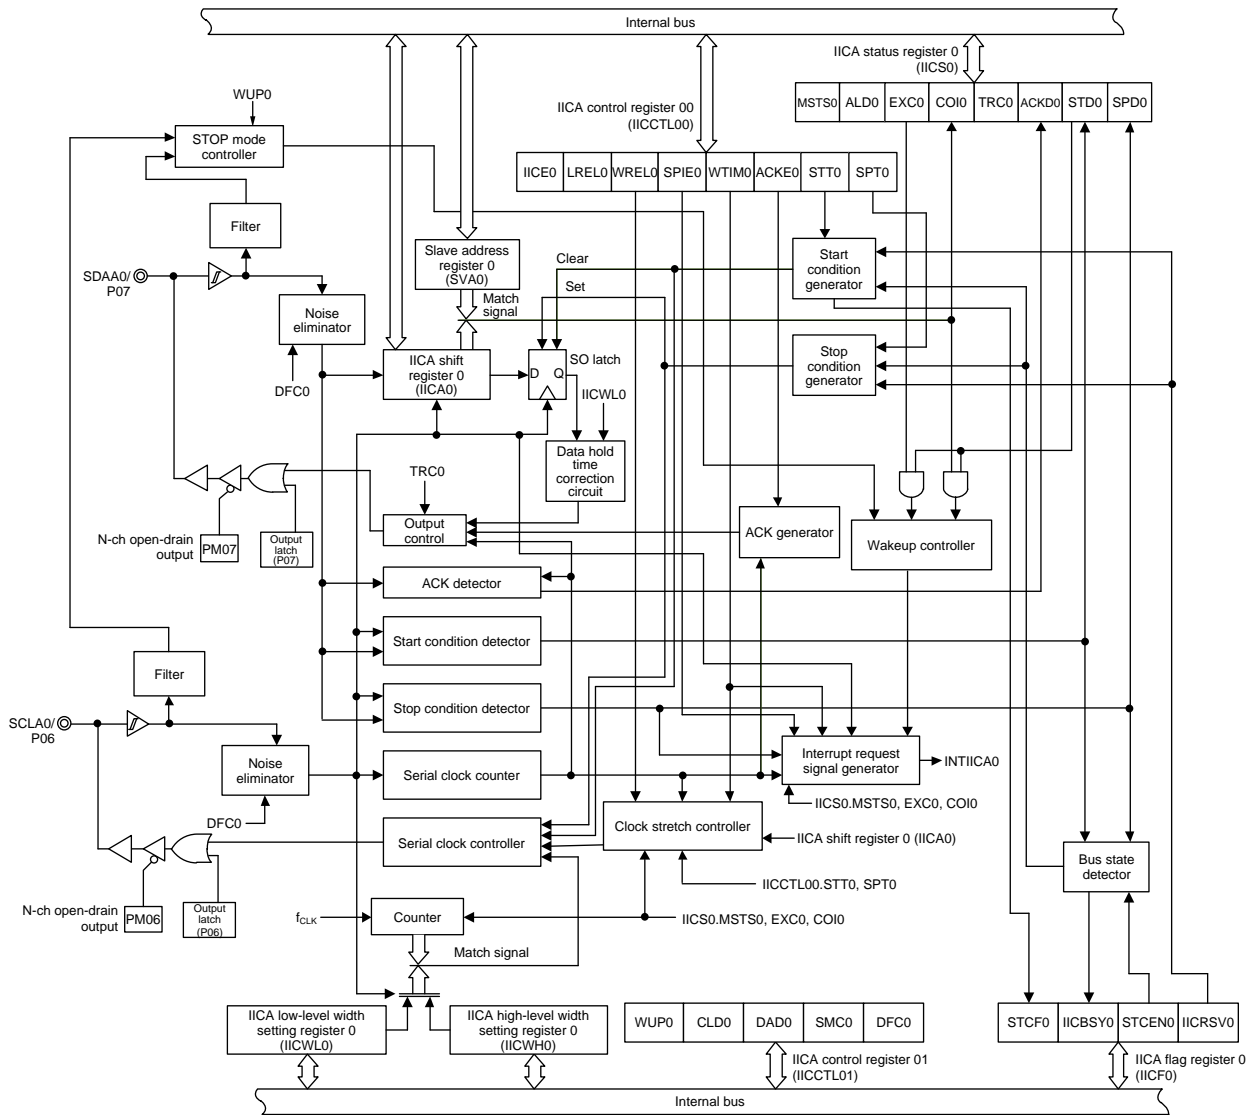 Internal bus
IICA status register 0
(IICS0)
MSTS0 ALD0 EXC0 COI0 TRC0 ACKD0 STD0 SPD0
WUP0
IICA control register 00
(IICCTL00)
STOP mode
controller
IICE0 LREL0 WREL0 SPIE0 WTIM0 ACKE0 STT0 SPT0
Filter
Slave address
register 0
(SVA0)
Start
condition
generator
Clear
SDAA0/
P07
Set
Match
signal
Noise
eliminator
Stop
condition
generator
IICA shift
register 0
(IICA0)
SO latch
D Q
DFC0
IICWL0
Data hold
time
correction
circuit
TRC0
N-ch open-drain
output
PM07
Output
latch
(P07)
Output
control
ACK generator
Wakeup controller
ACK detector
Start condition detector
Filter
Stop condition detector
SCLA0/
P06
Noise
eliminator
Serial clock counter
Interrupt request
signal generator
INTIICA0
IICS0.MSTS0, EXC0, COI0
DFC0
Serial clock controller
Clock stretch controller
IICA shift register 0 (IICA0)
Bus state
detector
IICCTL00.STT0, SPT0
N-ch open-drain
output
PM06
Output
latch
(P06)
fCLK
Counter
IICS0.MSTS0, EXC0, COI0
Match signal
IICA low-level width
setting register 0
(IICWL0)
IICA high-level width
setting register 0
(IICWH0)
WUP0 CLD0 DAD0 SMC0 DFC0
STCF0 IICBSY0 STCEN0 IICRSV0
IICA control register 01
(IICCTL01)
IICA flag register 0
(IICF0)
Internal bus